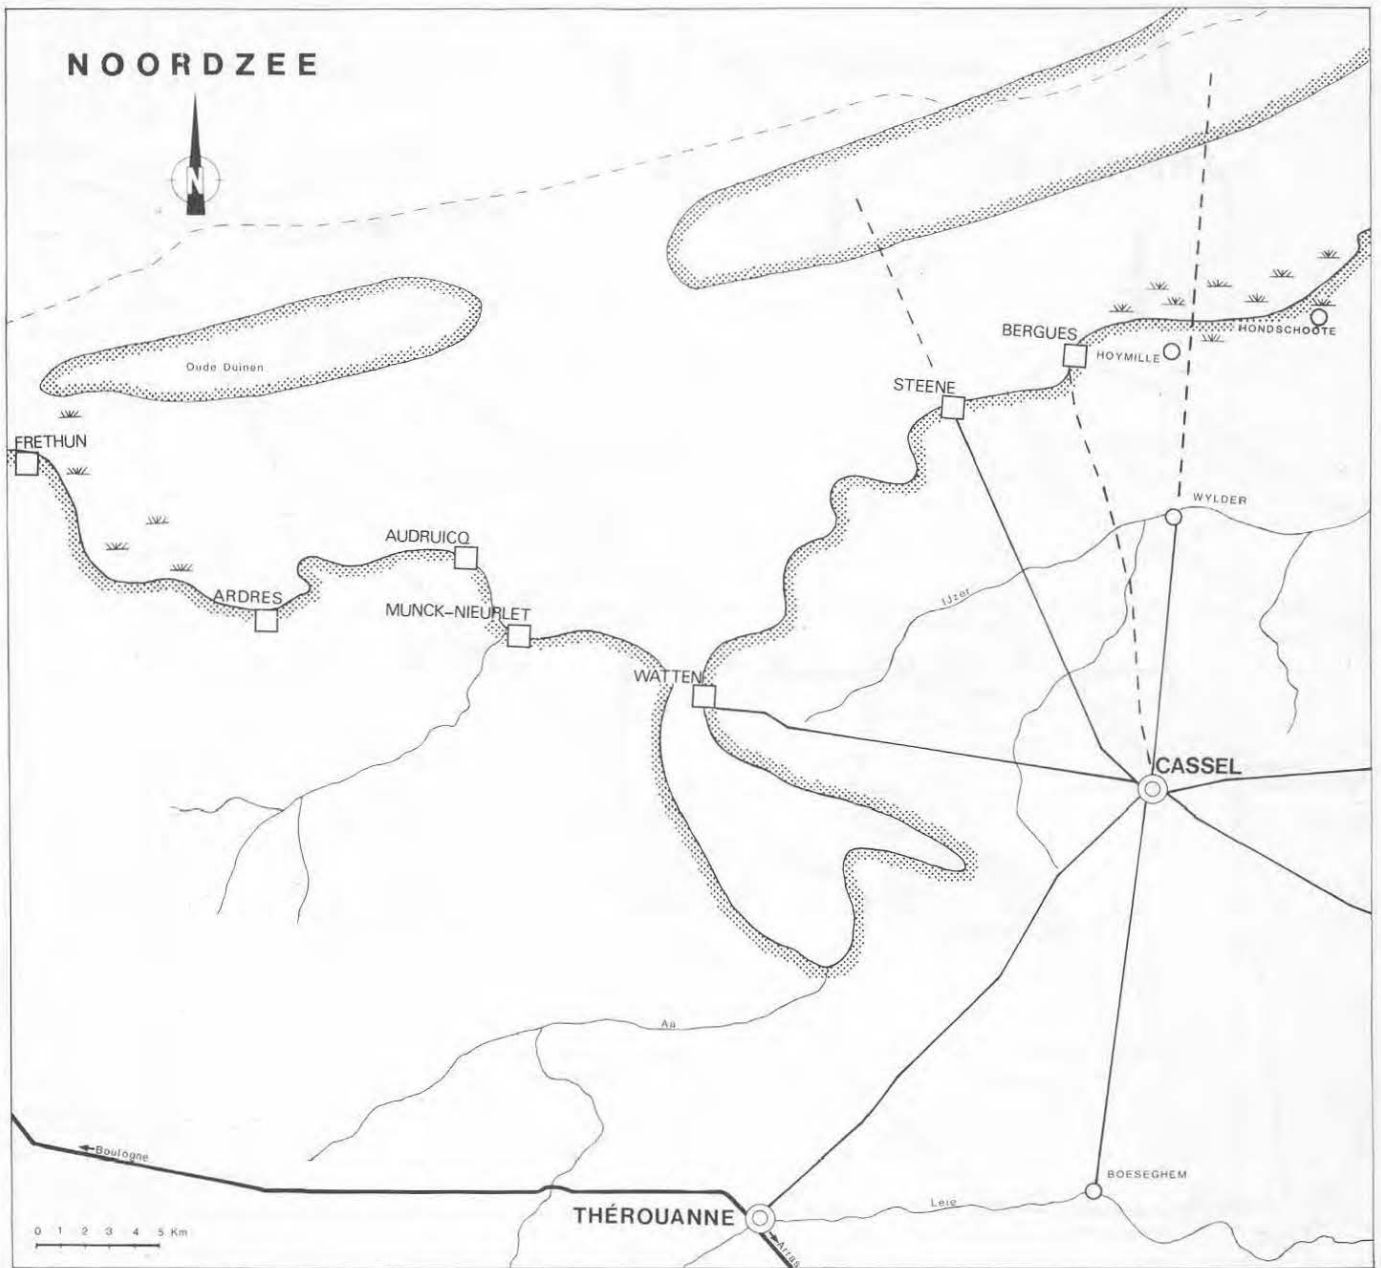 NOORDZEE
N
Oude Duinen
BERGUES
HOYMILLE
HONDSCHOOTE
STEENE
FRETHUN
WYLDER
AUDRUICQ
ARDRES
IJzer
MUNCK-NIEURLET
WATTEN
CASSEL
Aa
Boulogne
BOESEGHEM
Leie
THÉROUANNE
0 1 2 3 4 5 Km
Arras